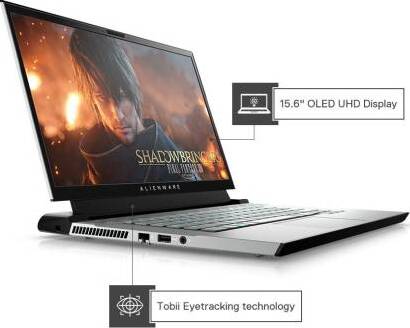 15.6" OLED UHD Display
SHADOWBRINGERS
FINAL FANTASY XIV
ALIENWARE
Tobii Eyetracking technology